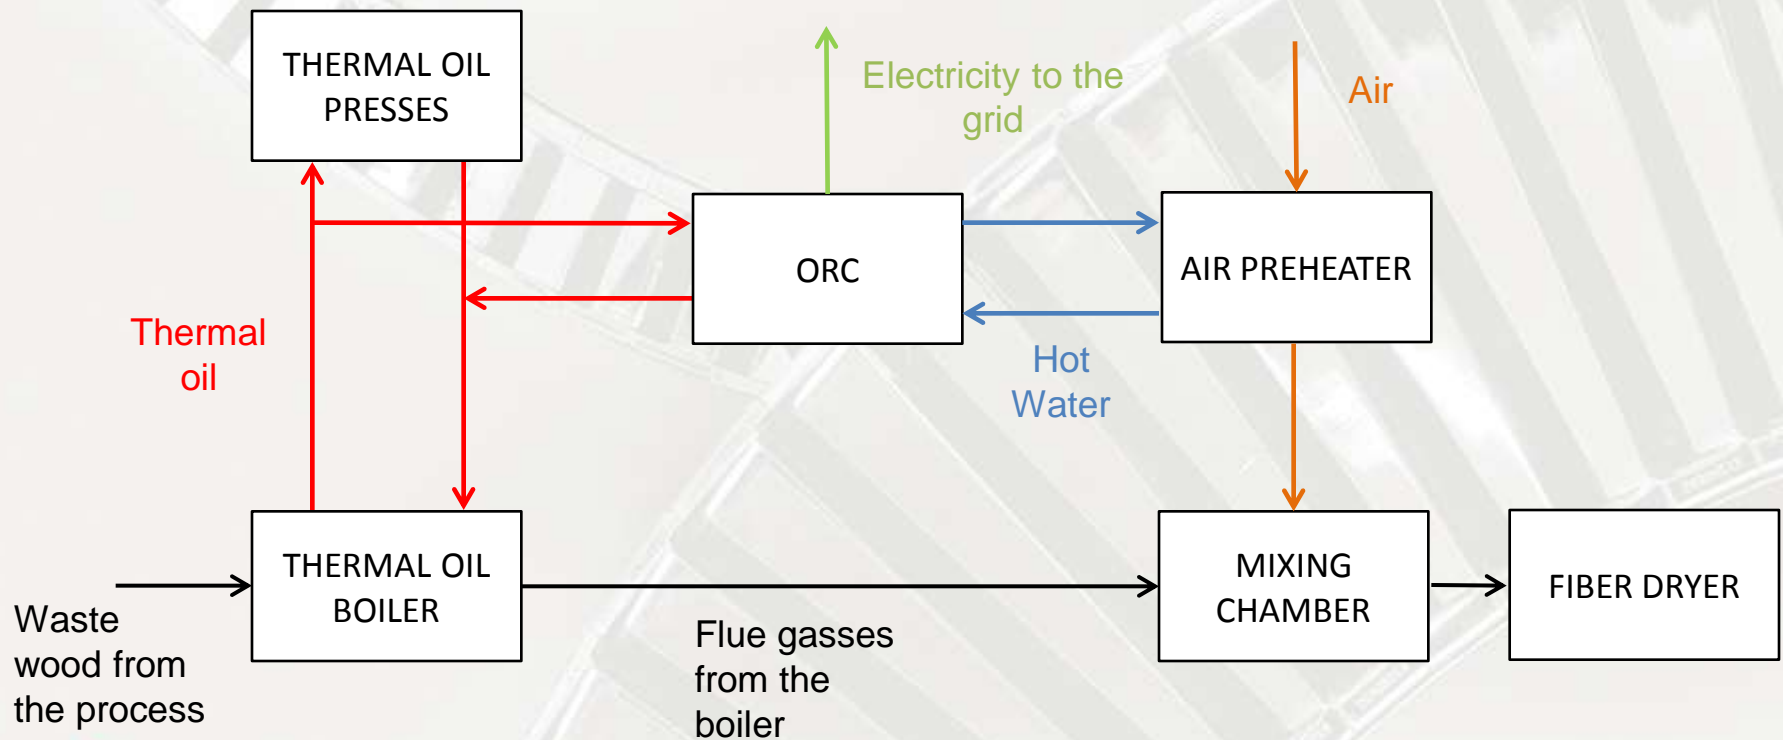 THERMAL OIL
PRESSES
Electricity to the
grid
Air
ORC
AIR PREHEATER
Thermal
oil
Hot
Water
THERMAL OIL
BOILER
MIXING
CHAMBER
FIBER DRYER
Waste
wood from
the process
Flue gasses
from the
boiler